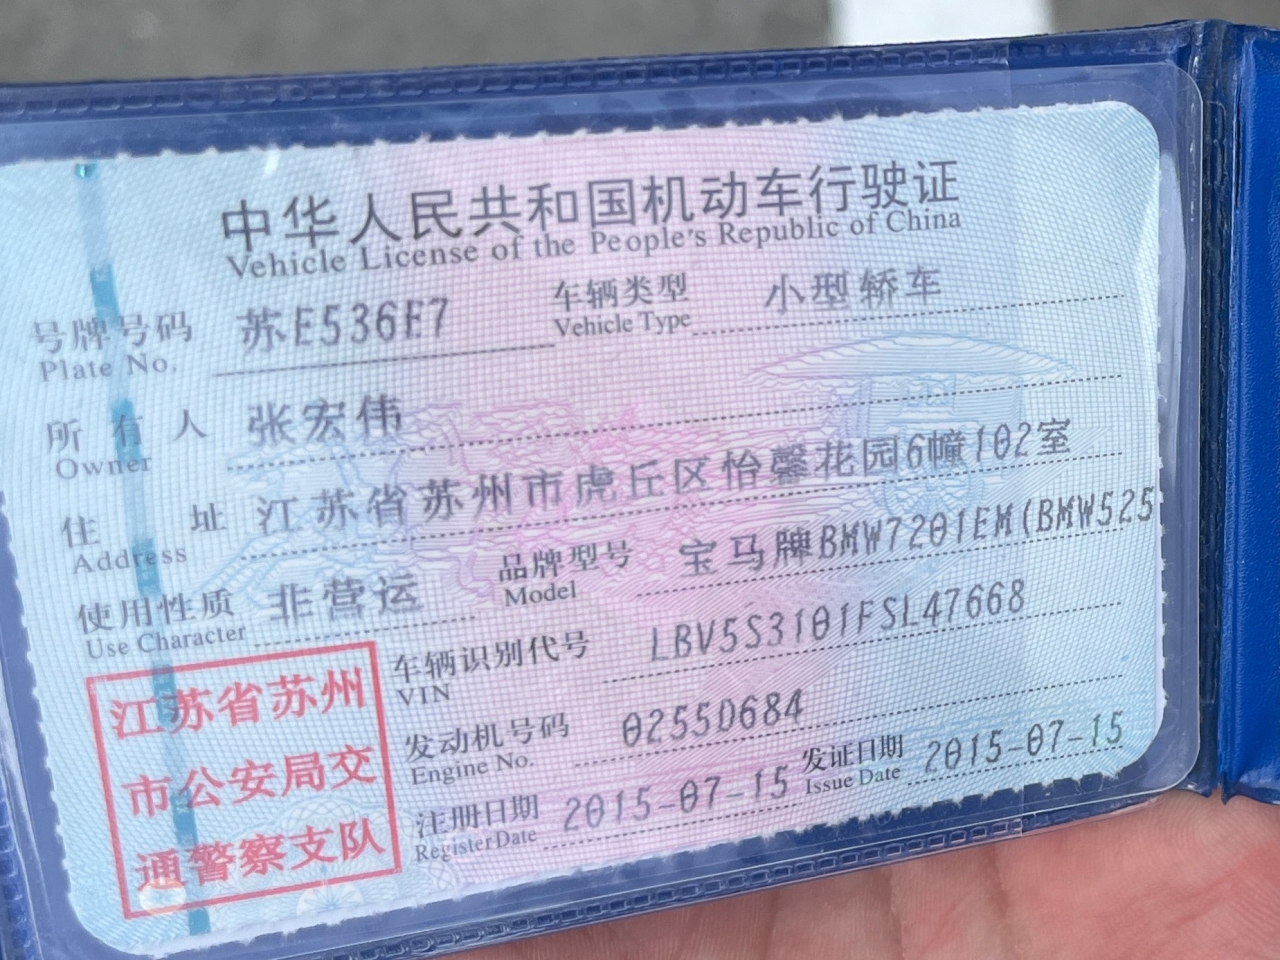 中华人民共和国机动车行驶证
Vehicle License of the People's Republic of China
号牌号码 苏E536F7 车辆类型 小型轿车
Plate No. Vehicle Type
所有人 张宏伟
Owner
住址 江苏省苏州市虎丘区怡馨花园6幢102室
Address
使用性质 非营运 品牌型号 宝马牌BMW7201EM(BMW525
Use Character Model
车辆识别代号 LBV5S3101FSL47668
VIN
发动机号码 0255D684
Engine No.
注册日期 2015-07-15 发证日期 2015-07-15
Register Date Issue Date
江苏省苏州
市公安局交
通警察支队